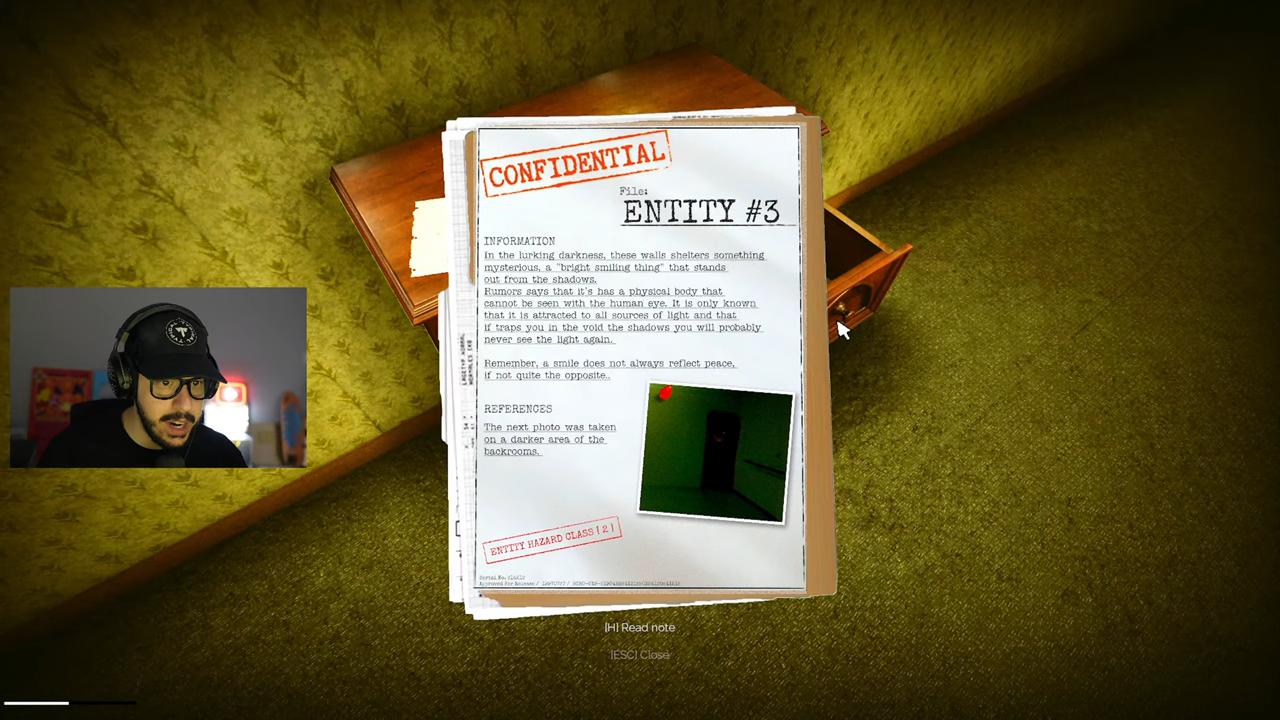 CONFIDENTIAL
File:
ENTITY #3
INFORMATION
In the lurking darkness, these walls shelters something
mysterious, a "bright smiling thing" that stands
out from the shadows.
Rumors says that it's has a physical body that
cannot be seen with the human eye. It is only known
that it is attracted to all sources of light and that
if traps you in the void the shadows you will probably
never see the light again.
Remember, a smile does not always reflect peace,
if not quite the opposite..
REFERENCES
The next photo was taken
on a darker area of the
backrooms.
ENTITY HAZARD CLASS [2]
[H] Read note
[ESC] Close